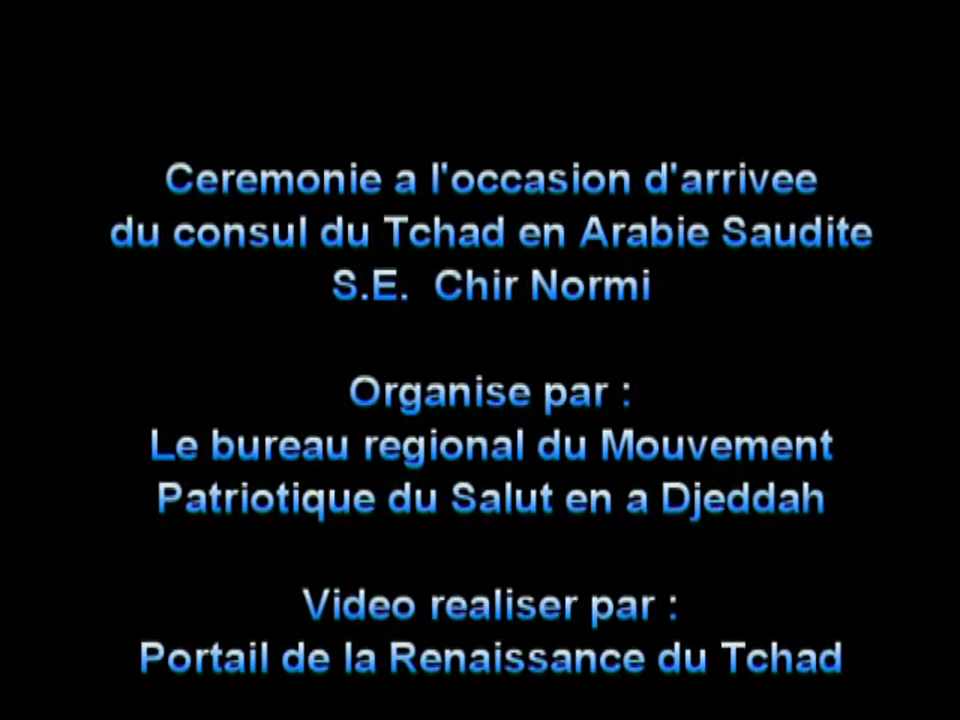 Ceremonie a l'occasion d'arrivee
du consul du Tchad en Arabie Saudite
S.E. Chir Normi
Organise par :
Le bureau regional du Mouvement
Patriotique du Salut en a Djeddah
Video realiser par :
Portail de la Renaissance du Tchad